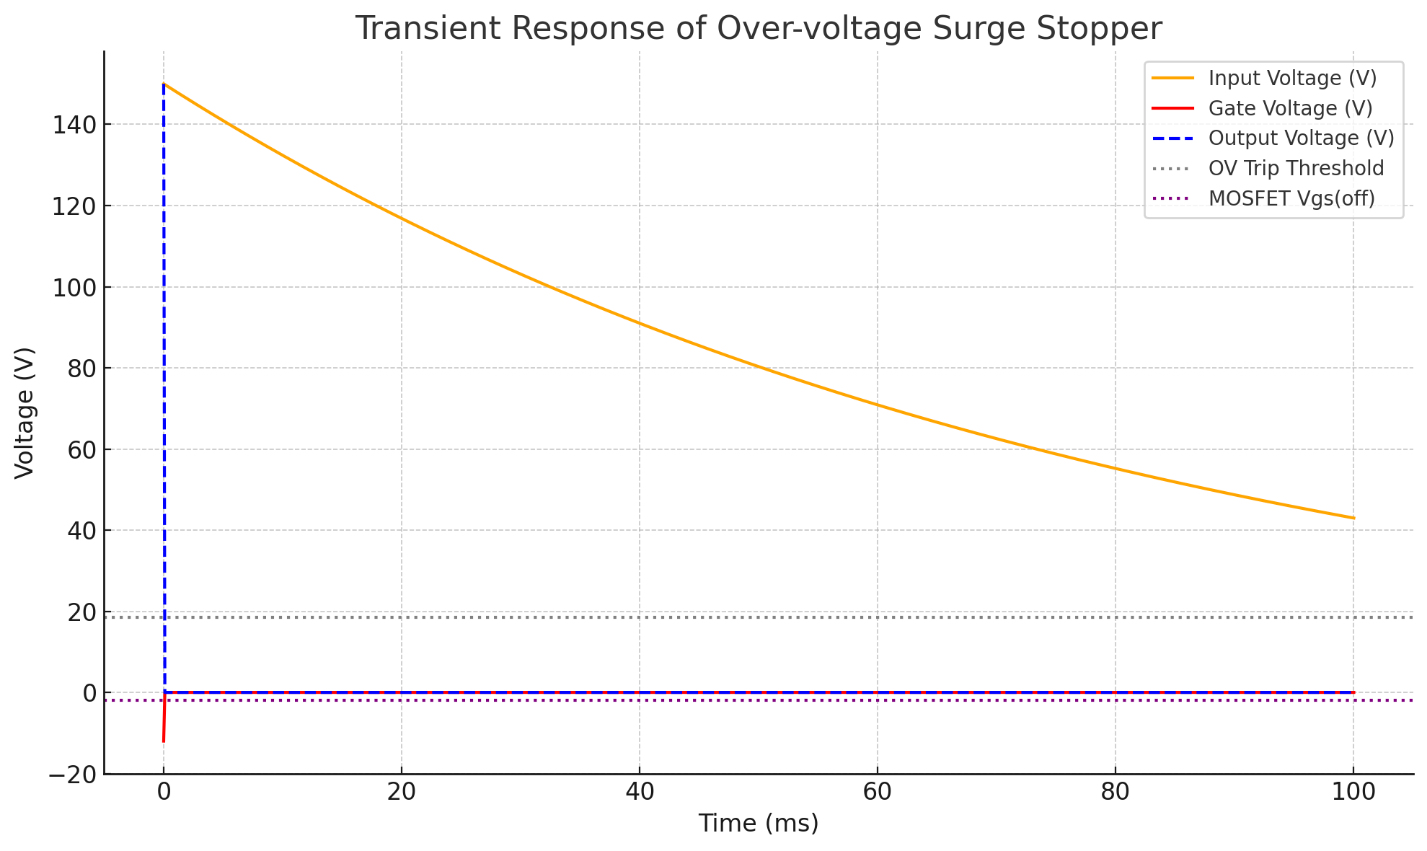 Transient Response of Over-voltage Surge Stopper
Input Voltage (V)
Gate Voltage (V)
Output Voltage (V)
OV Trip Threshold
MOSFET Vgs(off)
Voltage (V)
140
120
100
80
60
40
20
0
−20
0 20 40 60 80 100
Time (ms)